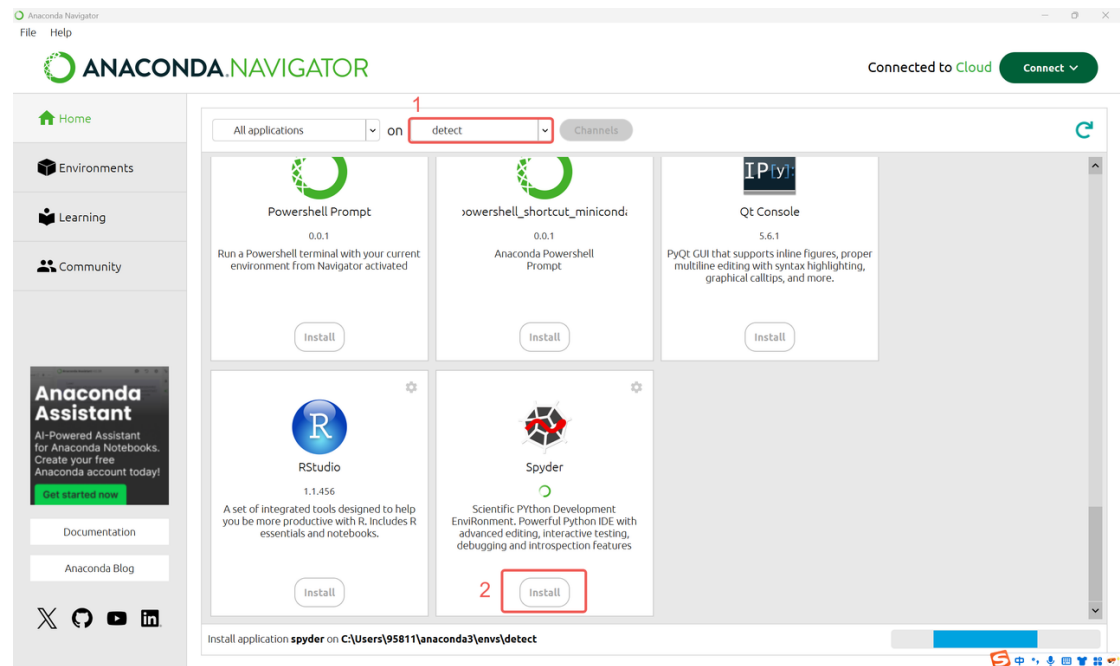 Anaconda Navigator
File Help
ANACONDA.NAVIGATOR
Connected to Cloud
Connect
1
Home
Environments
Learning
Community
All applications
on
detect
Channels
Powershell Prompt
0.0.1
Run a Powershell terminal with your current
environment from Navigator activated
Install
powershell_shortcut_minicond
0.0.1
Anaconda Powershell
Prompt
Install
IP[y]:
Qt Console
5.6.1
PyQt GUI that supports inline figures, proper
multiline editing with syntax highlighting,
graphical calltips, and more.
Install
R
RStudio
1.1.456
A set of integrated tools designed to help
you be more productive with R. Includes R
essentials and notebooks.
Install
Spyder
Scientific PYthon Development
EnviRonment. Powerful Python IDE with
advanced editing, interactive testing,
debugging and introspection features
2
Install
Anaconda
Assistant
AI-Powered Assistant
for Anaconda Notebooks.
Create your free
Anaconda account today!
Get started now
Documentation
Anaconda Blog
X
in
Install application spyder on C:\Users\95811\anaconda3\envs\detect
S 中